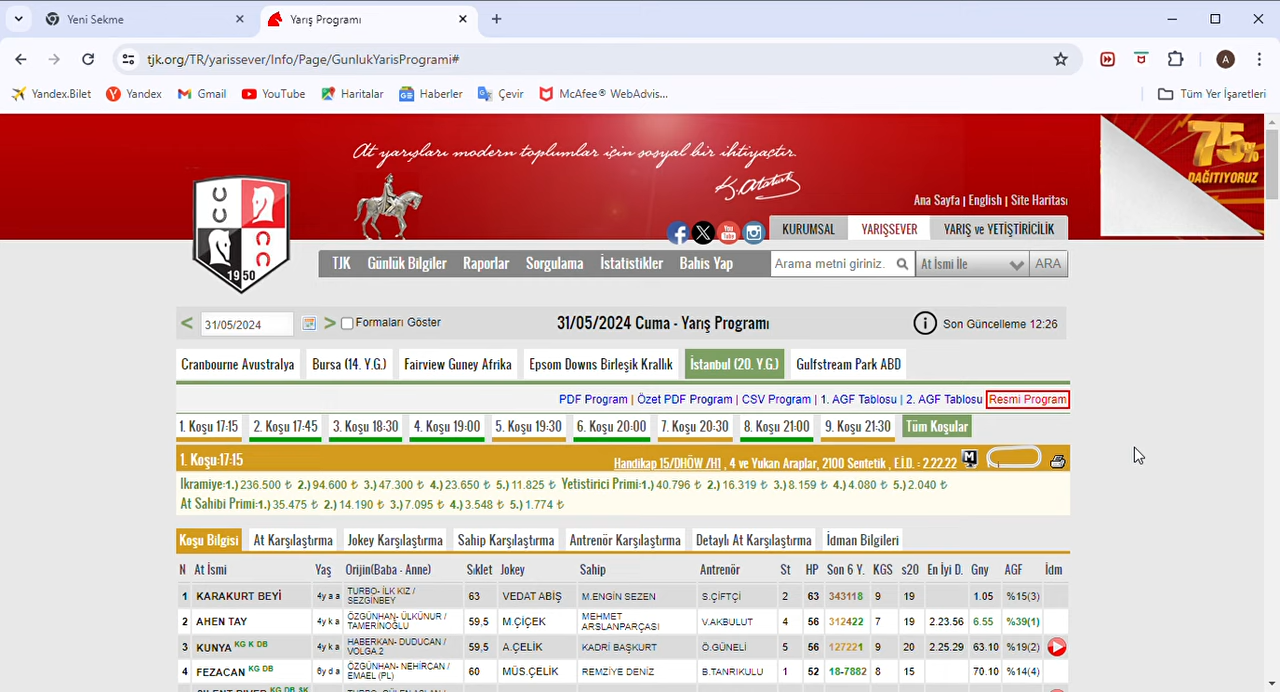 Yeni Sekme
Yarış Programı
tjk.org/TR/yarissever/Info/Page/GunlukYarisProgrami#
A
Yandex.Bilet Yandex Gmail YouTube Haritalar Haberler Çevir McAfee® WebAdvis... Tüm Yer İşaretleri
At yarışları modern toplumlar için sosyal bir ihtiyaçtır.
K. Atatürk
75%
DAĞITIYORUZ
1950
Ana Sayfa | English | Site Haritası
KURUMSAL YARIŞSEVER YARIŞ ve YETİŞTİRİCİLİK
TJK Günlük Bilgiler Raporlar Sorgulama İstatistikler Bahis Yap Arama metni giriniz. At İsmi İle ARA
< 31/05/2024 > Formaları Göster 31/05/2024 Cuma - Yarış Programı Son Güncelleme 12:26
Cranbourne Avustralya Bursa (14. Y.G.) Fairview Guney Afrika Epsom Downs Birleşik Krallık İstanbul (20. Y.G.) Gulfstream Park ABD
PDF Program | Özet PDF Program | CSV Program | 1. AGF Tablosu | 2. AGF Tablosu Resmi Program
1. Koşu 17:15 2. Koşu 17:45 3. Koşu 18:30 4. Koşu 19:00 5. Koşu 19:30 6. Koşu 20:00 7. Koşu 20:30 8. Koşu 21:00 9. Koşu 21:30 Tüm Koşular
1. Koşu:17:15 Handikap 15/DHÖW /H1 , 4 ve Yukarı Araplar, 2100 Sentetik , E.İ.D. : 2.22.22
İkramiye:1.) 236.500 ₺ 2.) 94.600 ₺ 3.) 47.300 ₺ 4.) 23.650 ₺ 5.) 11.825 ₺ Yetistirici Primi:1.) 40.796 ₺ 2.) 16.319 ₺ 3.) 8.159 ₺ 4.) 4.080 ₺ 5.) 2.040 ₺
At Sahibi Primi:1.) 35.475 ₺ 2.) 14.190 ₺ 3.) 7.095 ₺ 4.) 3.548 ₺ 5.) 1.774 ₺
Koşu Bilgisi At Karşılaştırma Jokey Karşılaştırma Sahip Karşılaştırma Antrenör Karşılaştırma Detaylı At Karşılaştırma İdman Bilgileri
N At İsmi Yaş Orijin(Baba - Anne) Sıklet Jokey Sahip Antrenör St HP Son 6 Y. KGS s20 En İyi D. Gny AGF İdm
1 KARAKURT BEYİ 4y a a TURBO- İLK KIZ / SEZGİNBEY 63 VEDAT ABİŞ M.ENGİN SEZEN S.ÇİFTÇİ 2 63 343118 9 19 1.05 %15(3)
2 AHEN TAY 4y k a ÖZGÜNHAN- ÜLKÜNUR / TAMERİNOĞLU 59,5 M.ÇİÇEK MEHMET ARSLANPARÇASI V.AKBULUT 4 56 312422 7 19 2.23.56 6.55 %39(1)
3 KUNYA KG K DB 4y k a HABERKAN- DUDUCAN / VOLGA.2 59,5 A.ÇELİK KADRİ BAŞKURT Ö.GÜNELİ 5 56 127221 9 20 2.25.29 63.10 %19(2)
4 FEZACAN KG DB 6y d a ÖZGÜNHAN- NEHİRCAN / EMAEL (PL) 60 MÜS.ÇELİK REMZİYE DENİZ B.TANRIKULU 1 52 18-7882 8 15 70.10 %14(4)